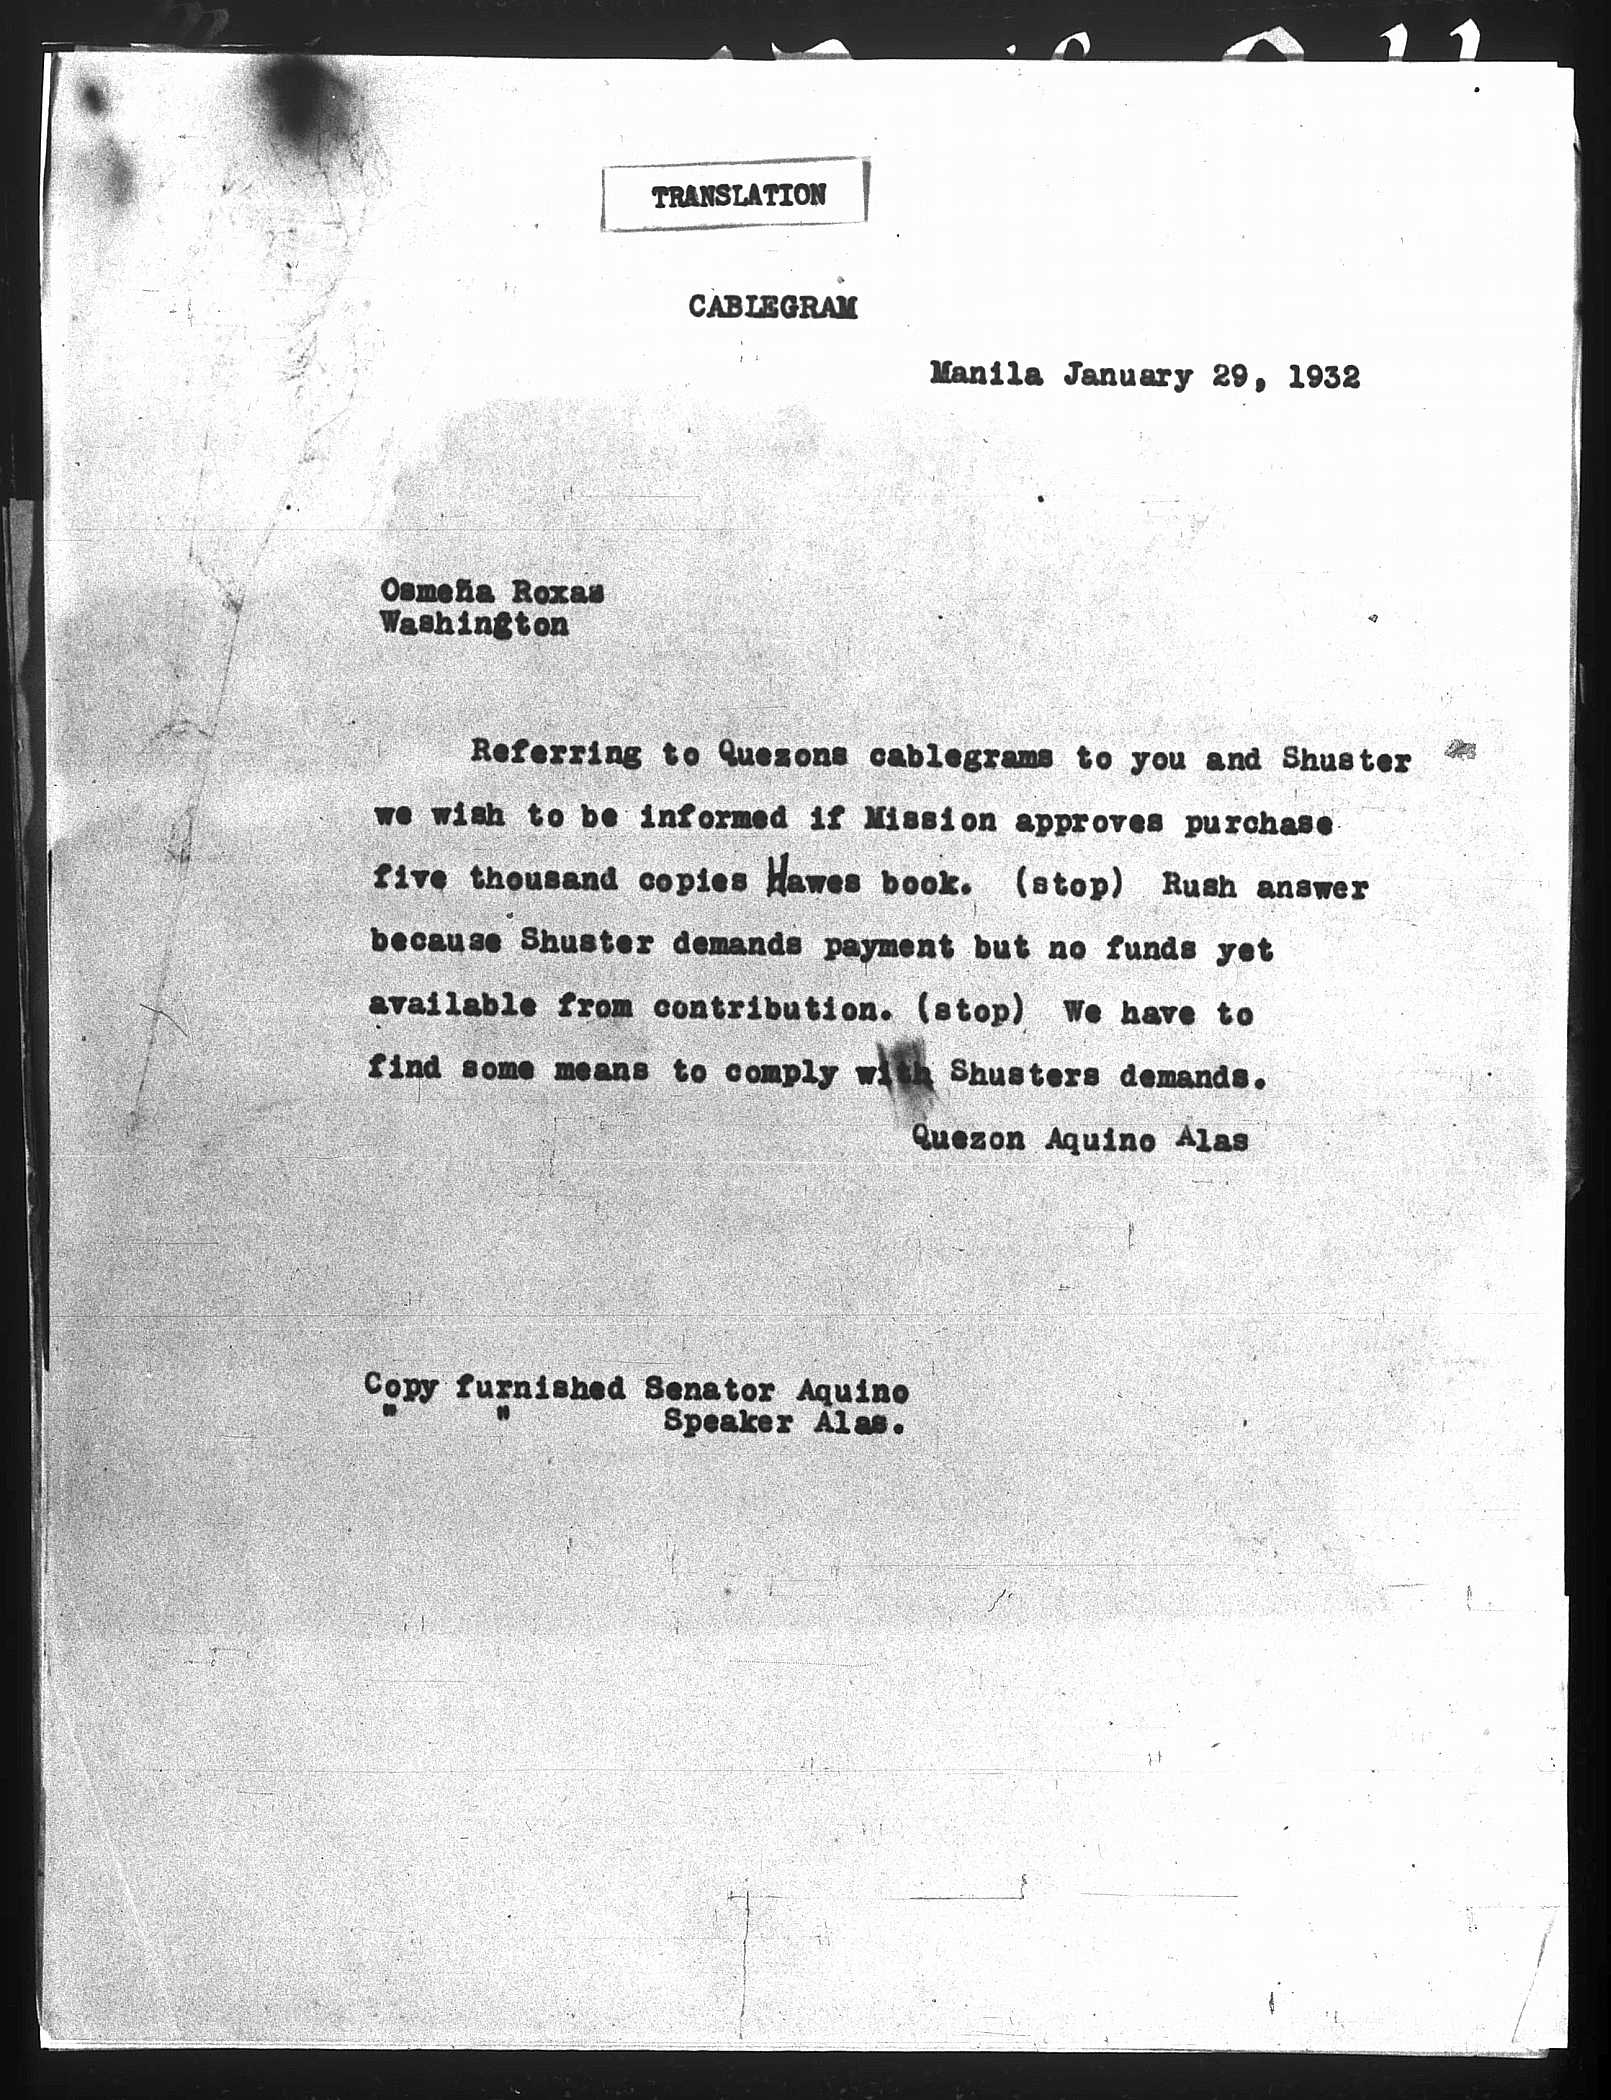 TRANSLATION
CABLEGRAM
Manila January 29, 1932
Osmeña Roxas
Washington
Referring to Quezons cablegrams to you and Shuster
we wish to be informed if Mission approves purchase
five thousand copies Hawes book. (stop) Rush answer
because Shuster demands payment but no funds yet
available from contribution. (stop) We have to
find some means to comply with Shusters demands.
Quezon Aquino Alas
Copy furnished Senator Aquino
" " Speaker Alas.